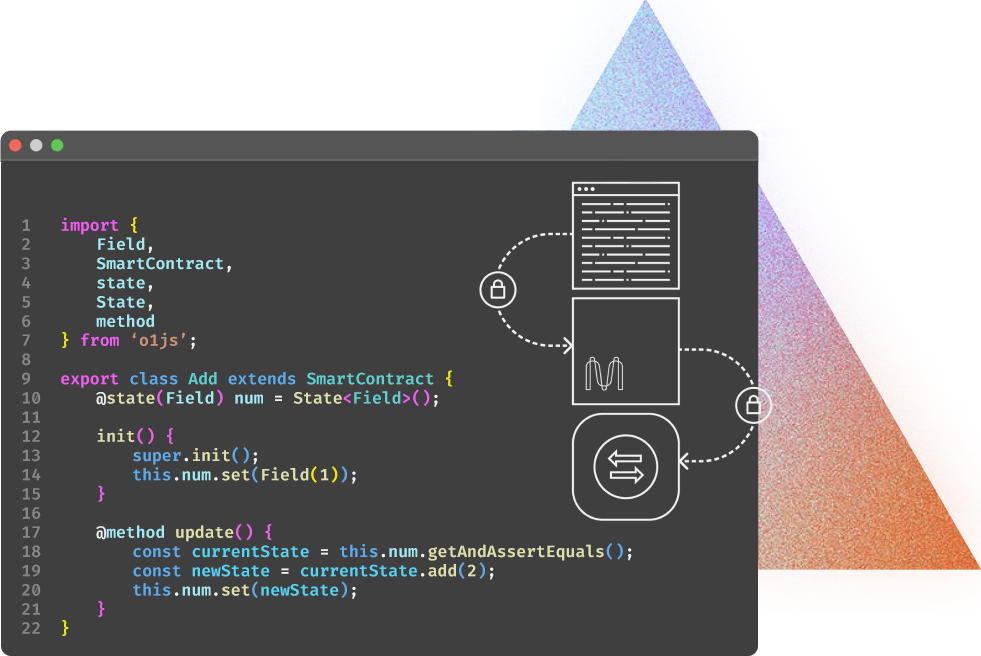 1 import {
2 Field,
3 SmartContract,
4 state,
5 State,
6 method
7 } from ‘o1js’;
8
9 export class Add extends SmartContract {
10 @state(Field) num = State<Field>();
11
12 init() {
13 super.init();
14 this.num.set(Field(1));
15 }
16
17 @method update() {
18 const currentState = this.num.getAndAssertEquals();
19 const newState = currentState.add(2);
20 this.num.set(newState);
21 }
22 }